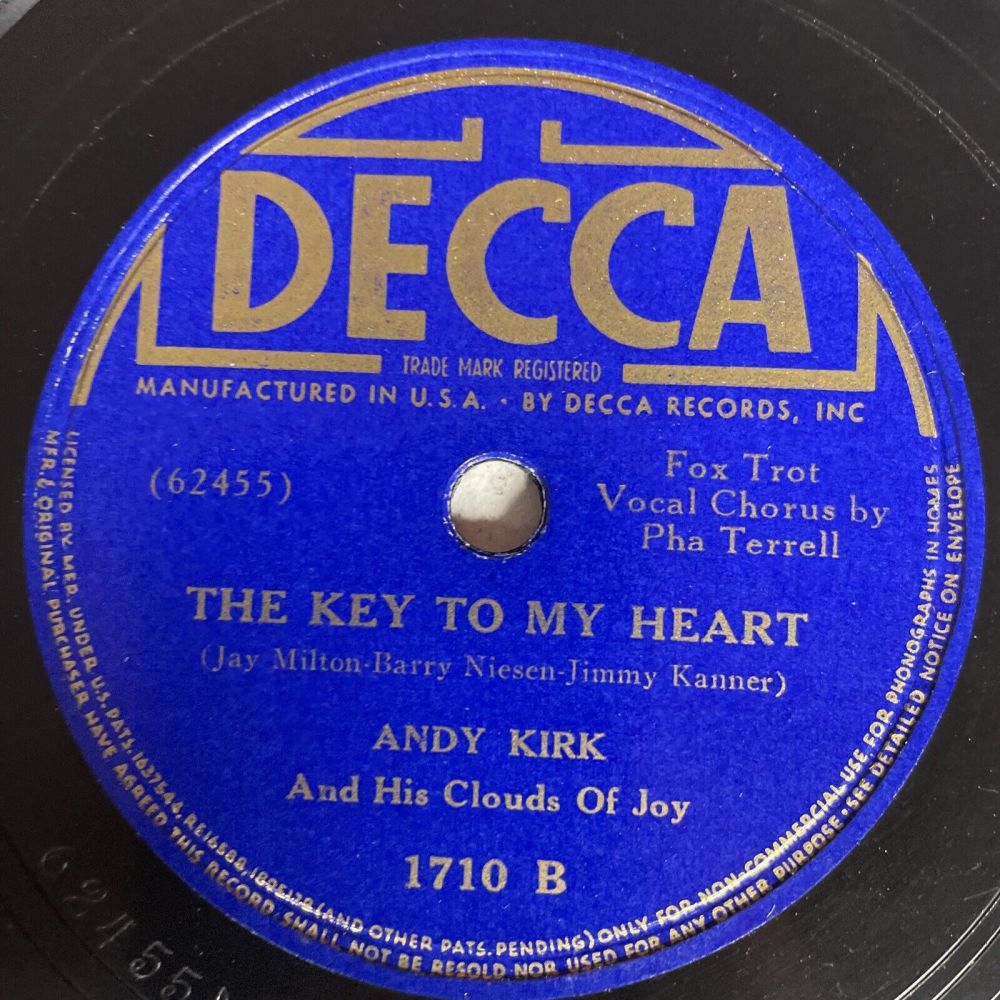 DECCA
TRADE MARK REGISTERED
MANUFACTURED IN U.S.A. · BY DECCA RECORDS, INC
(62455)
Fox Trot
Vocal Chorus by
Pha Terrell
THE KEY TO MY HEART
(Jay Milton-Barry Niesen-Jimmy Kanner)
ANDY KIRK
And His Clouds Of Joy
1710 B
LICENSED BY MFR. UNDER U.S. PATS. 1637544, RE16588, (AND OTHER PATS. PENDING) ONLY FOR NON-COMMERCIAL USE FOR PHONOGRAPHS IN HOMES
MFR. & ORIGINAL PURCHASER HAVE AGREED THIS RECORD SHALL NOT BE RESOLD NOR USED FOR ANY OTHER PURPOSE · SEE DETAILED NOTICE ON ENVELOPE
62455